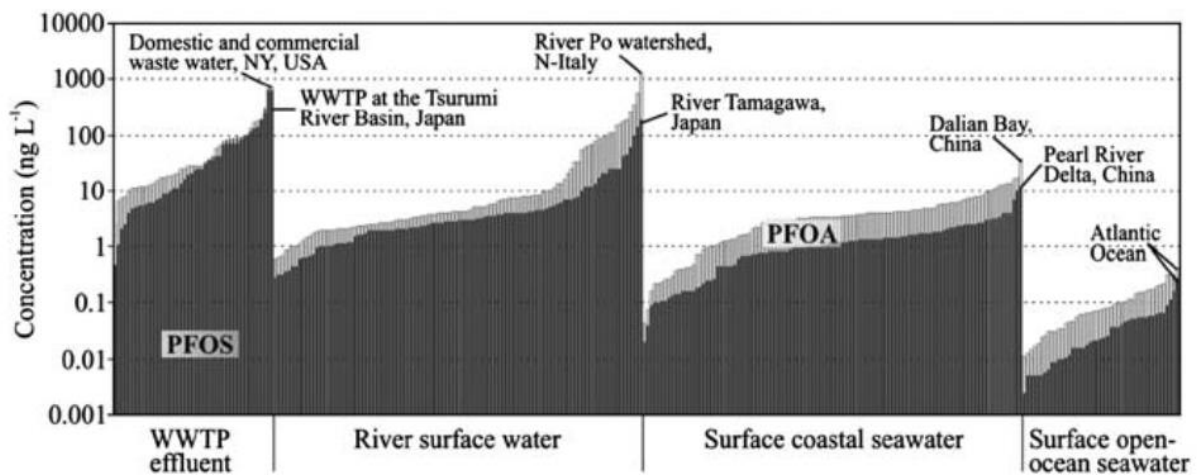 Concentration (ng L⁻¹)
10000
1000
100
10
1
0.1
0.01
0.001
Domestic and commercial
waste water, NY, USA
WWTP at the Tsurumi
River Basin, Japan
River Po watershed,
N-Italy
River Tamagawa,
Japan
Dalian Bay,
China
Pearl River
Delta, China
Atlantic
Ocean
PFOA
PFOS
WWTP
effluent
River surface water
Surface coastal seawater
Surface open-
ocean seawater